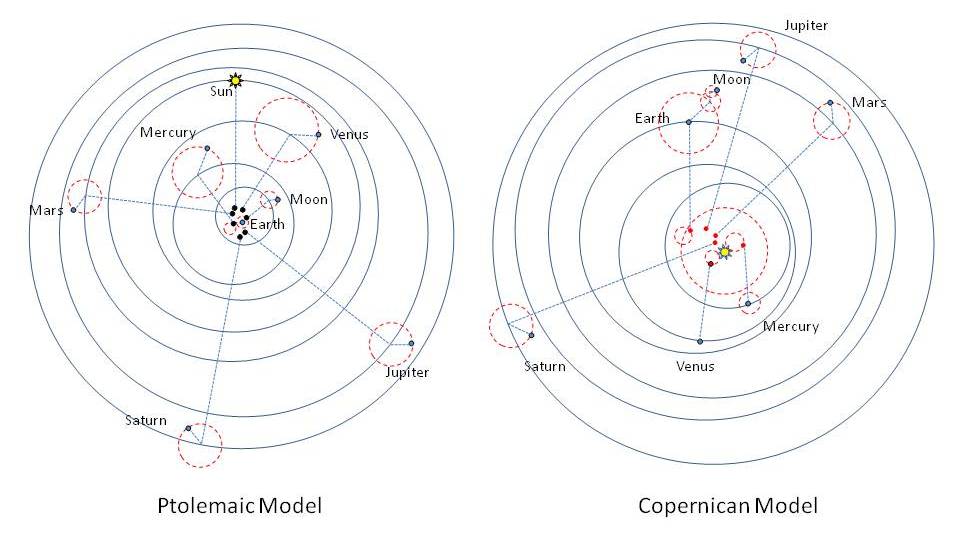 Sun
Mercury
Venus
Moon
Mars
Earth
Jupiter
Saturn
Ptolemaic Model
Jupiter
Moon
Mars
Earth
Mercury
Saturn
Venus
Copernican Model